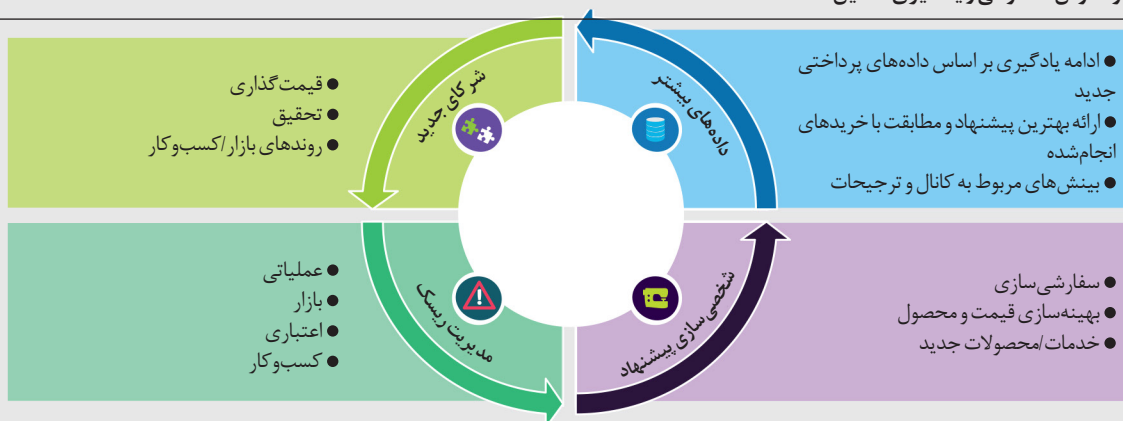 داده‌های بیشتر
● ادامه یادگیری بر اساس داده‌های پرداختی
جدید
● ارائه بهترین پیشنهاد و مطابقت با خریدهای
انجام‌شده
● بینش‌های مربوط به کانال و ترجیحات
شرکای جدید
● قیمت‌گذاری
● تحقیق
● روندهای بازار/کسب‌وکار
شخصی‌سازی پیشنهاد
● سفارشی‌سازی
● بهینه‌سازی قیمت و محصول
● خدمات/محصولات جدید
مدیریت ریسک
● عملیاتی
● بازار
● اعتباری
● کسب‌وکار